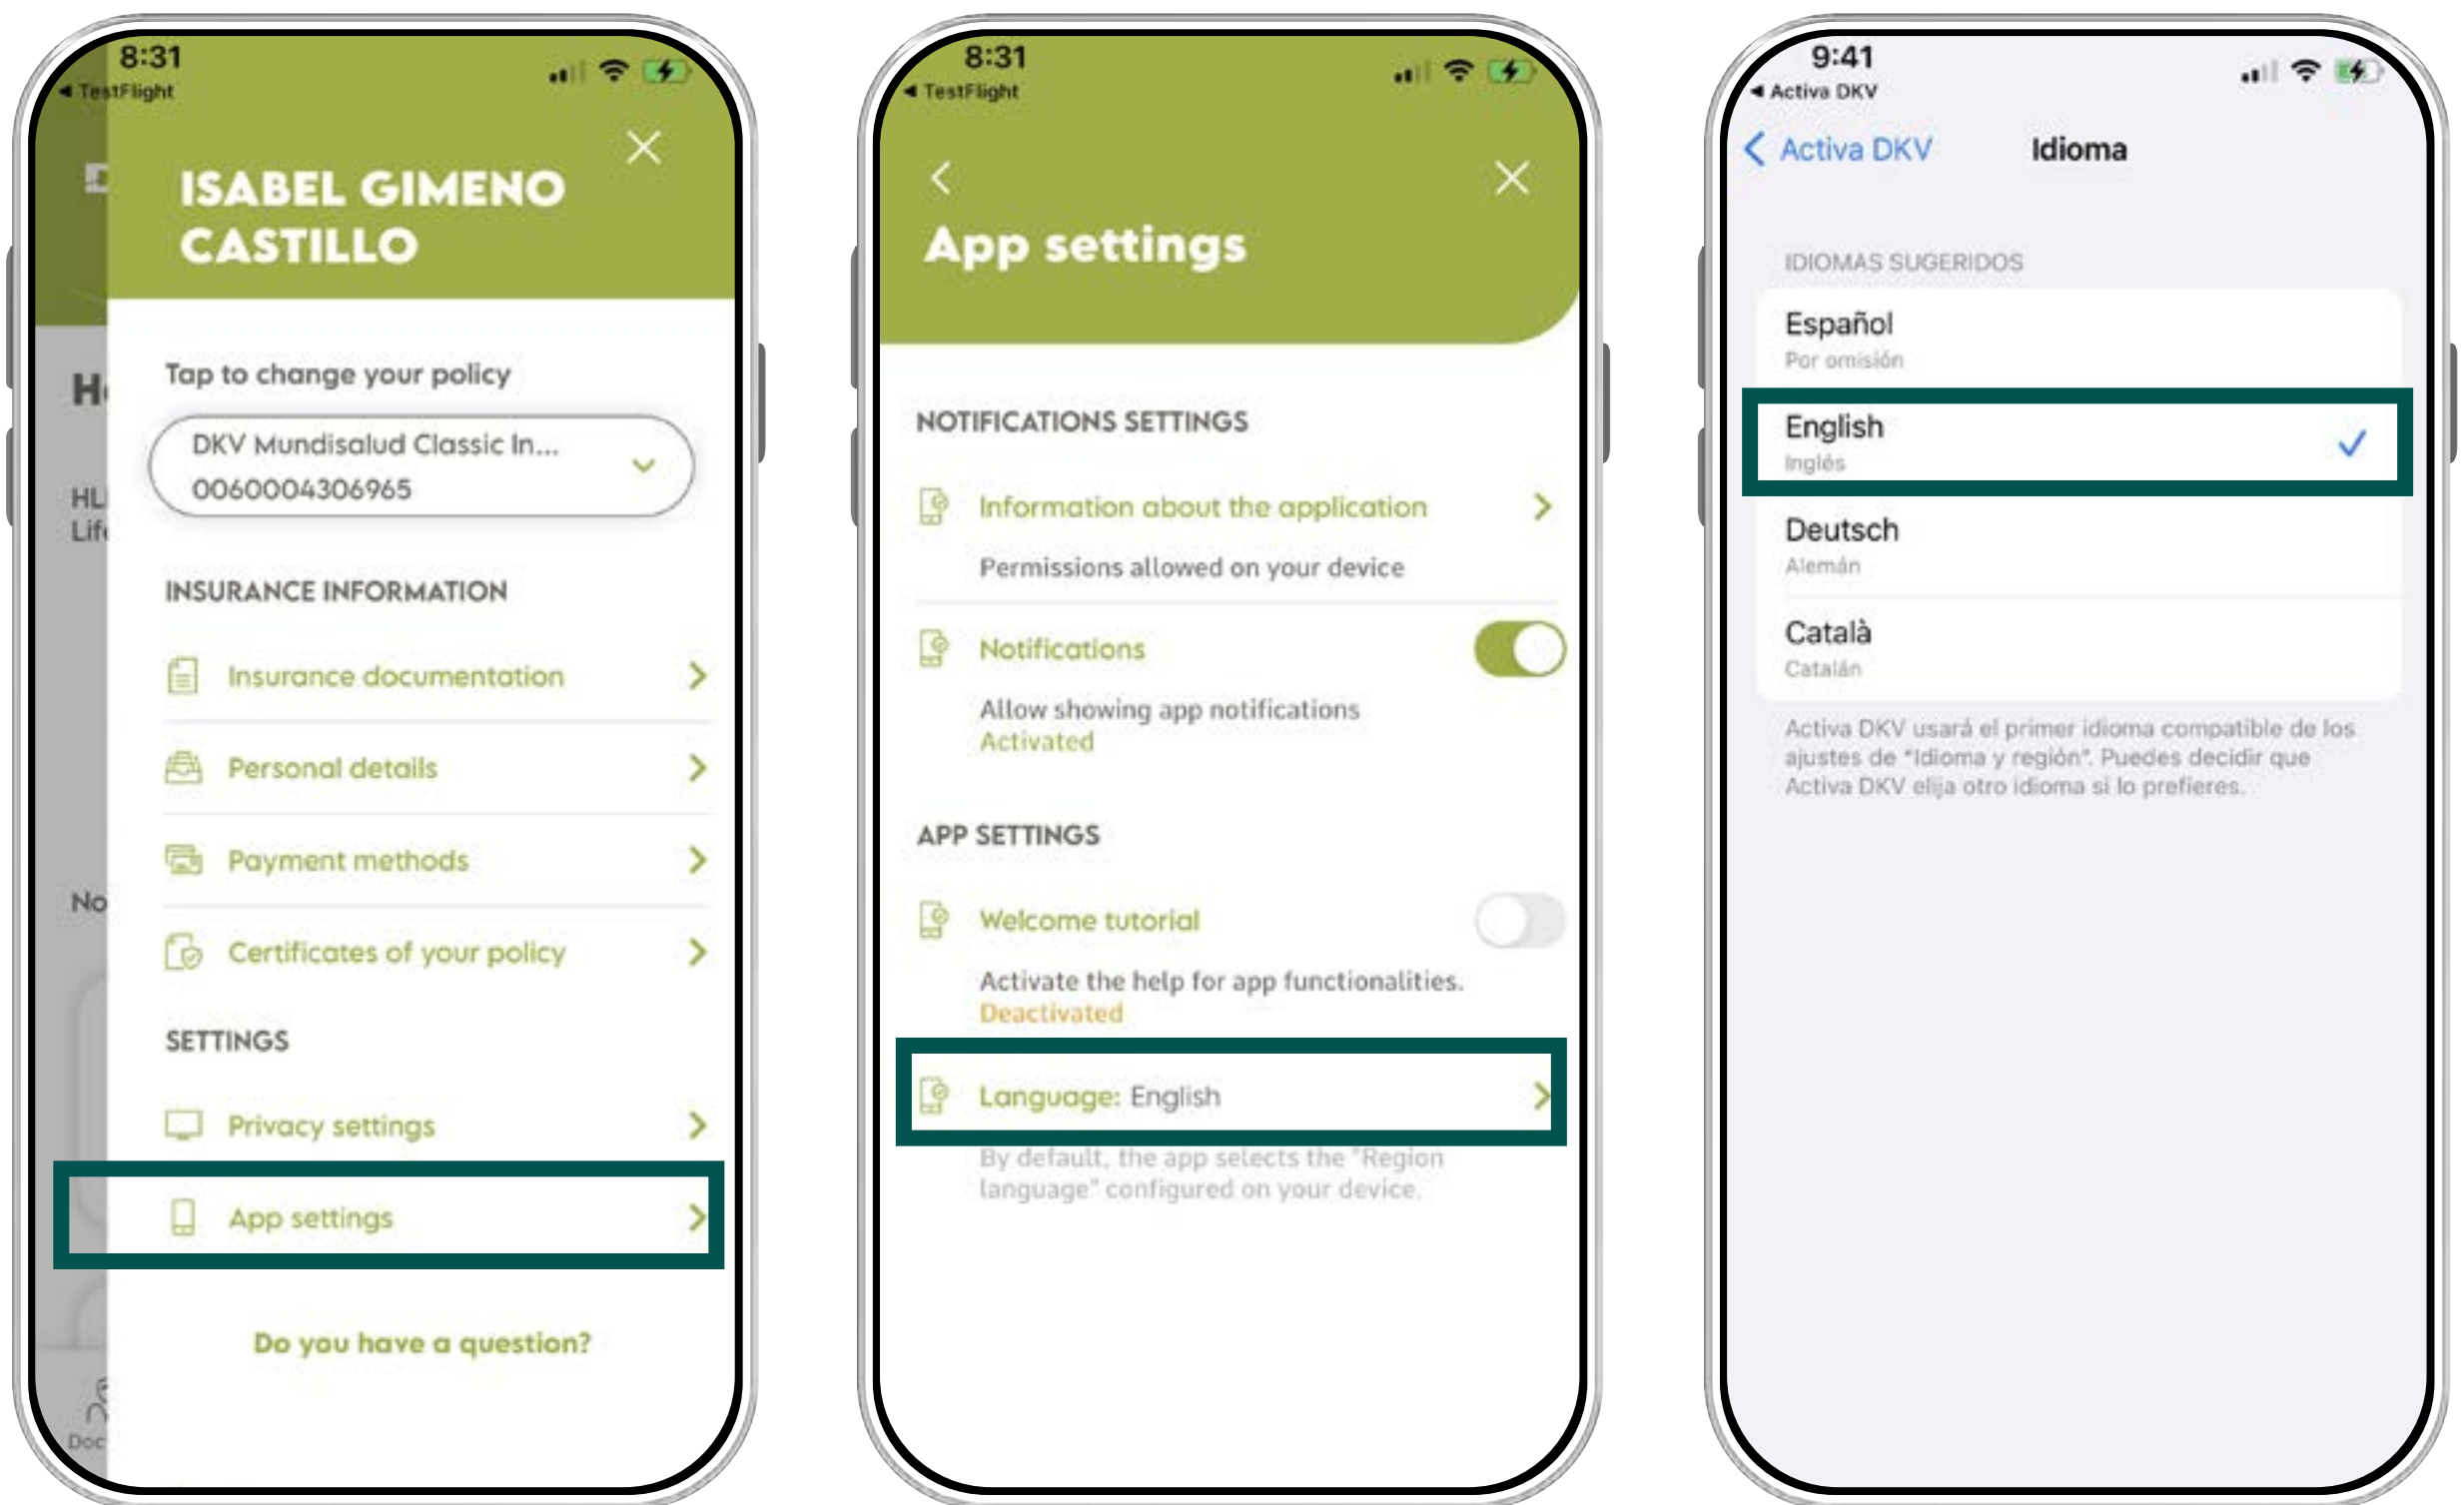 8:31
◀ TestFlight
ISABEL GIMENO
CASTILLO
Tap to change your policy
DKV Mundisalud Classic In...
0060004306965
INSURANCE INFORMATION
Insurance documentation
Personal details
Payment methods
Certificates of your policy
SETTINGS
Privacy settings
App settings
Do you have a question?
No
8:31
◀ TestFlight
App settings
NOTIFICATIONS SETTINGS
Information about the application
Permissions allowed on your device
Notifications
Allow showing app notifications
Activated
APP SETTINGS
Welcome tutorial
Activate the help for app functionalities.
Deactivated
Language: English
By default, the app selects the "Region
language" configured on your device.
9:41
◀ Activa DKV
Activa DKV
Idioma
IDIOMAS SUGERIDOS
Español
Por omisión
English
Inglés
Deutsch
Alemán
Català
Catalán
Activa DKV usará el primer idioma compatible de los
ajustes de "Idioma y región". Puedes decidir que
Activa DKV elija otro idioma si lo prefieres.